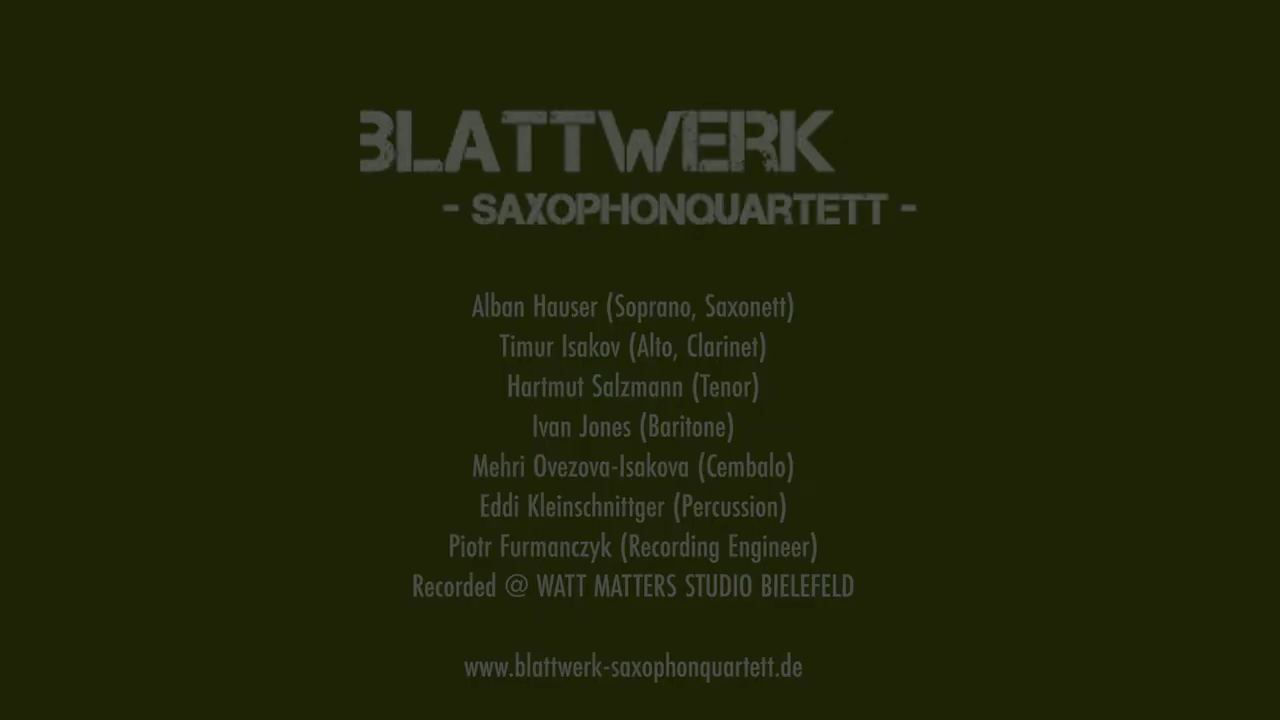 BLATTWERK
- SAXOPHONQUARTETT -
Alban Hauser (Soprano, Saxonett)
Timur Isakov (Alto, Clarinet)
Hartmut Salzmann (Tenor)
Ivan Jones (Baritone)
Mehri Ovezova-Isakova (Cembalo)
Eddi Kleinschnittger (Percussion)
Piotr Furmanczyk (Recording Engineer)
Recorded @ WATT MATTERS STUDIO BIELEFELD
www.blattwerk-saxophonquartett.de